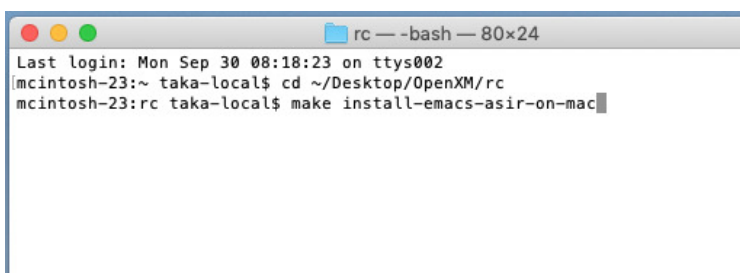 rc — -bash — 80×24
Last login: Mon Sep 30 08:18:23 on ttys002
[mcintosh-23:~ taka-local$ cd ~/Desktop/OpenXM/rc
mcintosh-23:rc taka-local$ make install-emacs-asir-on-mac